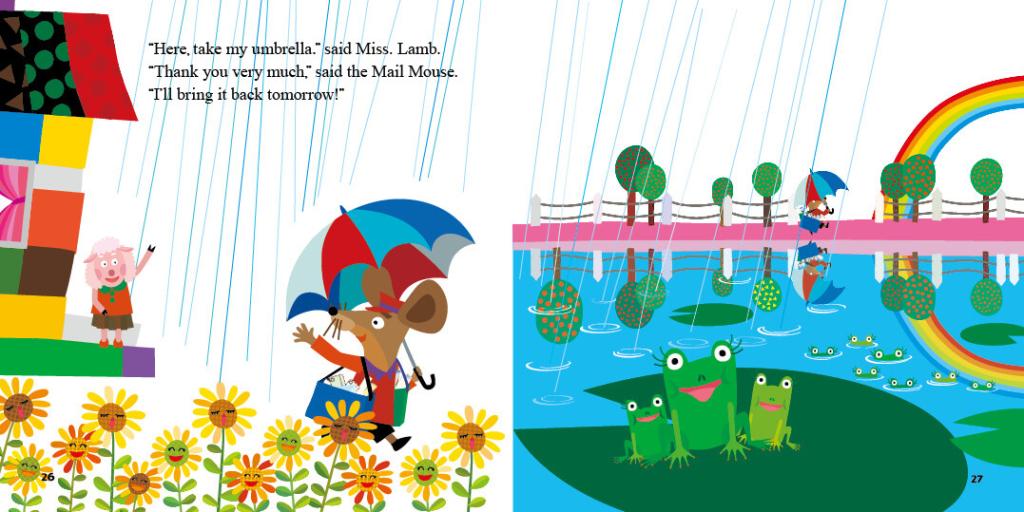 “Here, take my umbrella.” said Miss. Lamb.
“Thank you very much,” said the Mail Mouse.
“I'll bring it back tomorrow!”
26
27